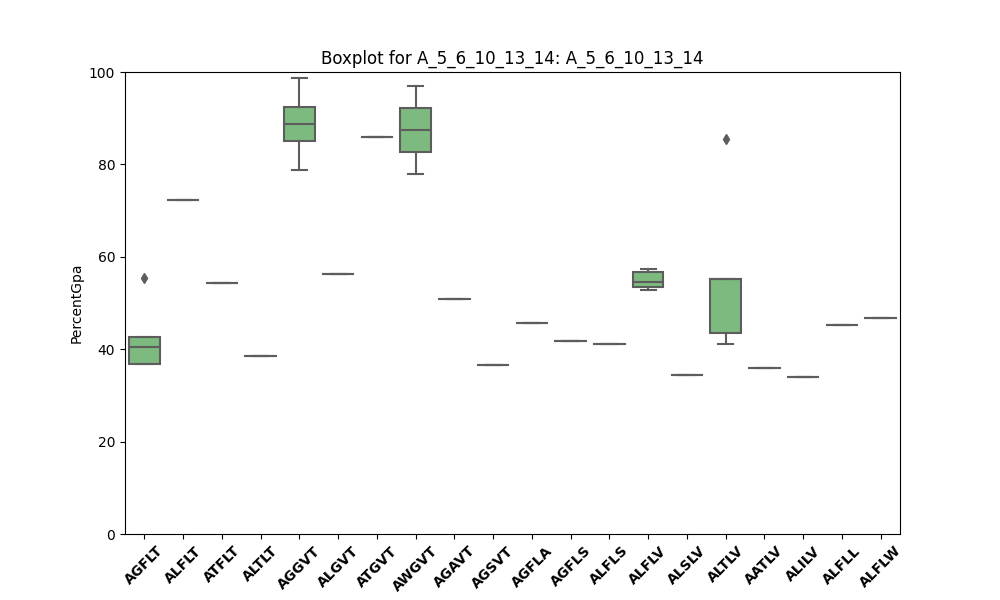 Boxplot for A_5_6_10_13_14: A_5_6_10_13_14
PercentGpa
100
80
60
40
20
0
AGFLT
ALFLT
ATFLT
ALTLT
AGGVT
ALGVT
ATGVT
AWGVT
AGAVT
AGSVT
AGFLA
AGFLS
ALFLS
ALFLV
ALSLV
ALTLV
AATLV
ALILV
ALFLL
ALFLW